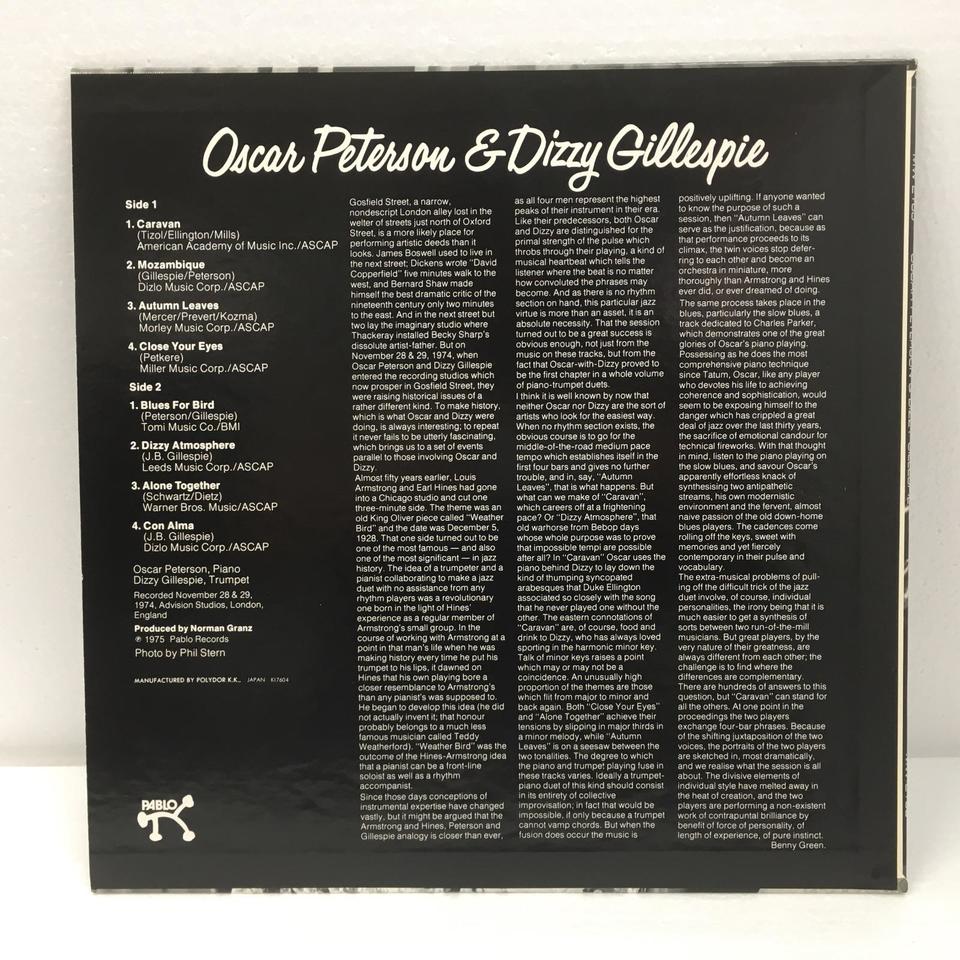 Oscar Peterson & Dizzy Gillespie
Side 1
1. Caravan
(Tizol/Ellington/Mills)
American Academy of Music Inc./ASCAP
2. Mozambique
(Gillespie/Peterson)
Dizlo Music Corp./ASCAP
3. Autumn Leaves
(Mercer/Prevert/Kozma)
Morley Music Corp./ASCAP
4. Close Your Eyes
(Petkere)
Miller Music Corp./ASCAP
Side 2
1. Blues For Bird
(Peterson/Gillespie)
Tomi Music Co./BMI
2. Dizzy Atmosphere
(J.B. Gillespie)
Leeds Music Corp./ASCAP
3. Alone Together
(Schwartz/Dietz)
Warner Bros. Music/ASCAP
4. Con Alma
(J.B. Gillespie)
Dizlo Music Corp./ASCAP
Oscar Peterson, Piano
Dizzy Gillespie, Trumpet
Recorded November 28 & 29,
1974, Advision Studios, London,
England
Produced by Norman Granz
℗ 1975 Pablo Records
Photo by Phil Stern
MANUFACTURED BY POLYDOR K.K., JAPAN KI7604
PABLO
Gosfield Street, a narrow,
nondescript London alley lost in the
welter of streets just north of Oxford
Street, is a more likely place for
performing artistic deeds than it
looks. James Boswell used to live in
the next street; Dickens wrote "David
Copperfield" five minutes walk to the
west, and Bernard Shaw made
himself the best dramatic critic of the
nineteenth century only two minutes
to the east. And in the next street but
two lay the imaginary studio where
Thackeray installed Becky Sharp's
dissolute artist-father. But on
November 28 & 29, 1974, when
Oscar Peterson and Dizzy Gillespie
entered the recording studios which
now prosper in Gosfield Street, they
were raising historical issues of a
rather different kind. To make history,
which is what Oscar and Dizzy were
doing, is always interesting; to repeat
it never fails to be utterly fascinating,
which brings us to a set of events
parallel to those involving Oscar and
Dizzy.
Almost fifty years earlier, Louis
Armstrong and Earl Hines had gone
into a Chicago studio and cut one
three-minute side. The theme was an
old King Oliver piece called "Weather
Bird" and the date was December 5,
1928. That one side turned out to be
one of the most famous — and also
one of the most significant — in jazz
history. The idea of a trumpeter and a
pianist collaborating to make a jazz
duet with no assistance from any
rhythm players was a revolutionary
one born in the light of Hines'
experience as a regular member of
Armstrong's small group. In the
course of working with Armstrong at a
point in that man's life when he was
making history every time he put his
trumpet to his lips, it dawned on
Hines that his own playing bore a
closer resemblance to Armstrong's
than any pianist's was supposed to.
He began to develop this idea (he did
not actually invent it; that honour
probably belongs to a much less
famous musician called Teddy
Weatherford). "Weather Bird" was the
outcome of the Hines-Armstrong idea
that a pianist can be a front-line
soloist as well as a rhythm
accompanist.
Since those days conceptions of
instrumental expertise have changed
vastly, but it might be argued that the
Armstrong and Hines, Peterson and
Gillespie analogy is closer than ever,
as all four men represent the highest
peaks of their instrument in their era.
Like their predecessors, both Oscar
and Dizzy are distinguished for the
primal strength of the pulse which
throbs through their playing, a kind of
musical heartbeat which tells the
listener where the beat is no matter
how convoluted the phrases may
become. And as there is no rhythm
section on hand, this particular jazz
virtue is more than an asset, it is an
absolute necessity. That the session
turned out to be a great success is
obvious enough, not just from the
music on these tracks, but from the
fact that Oscar-with-Dizzy proved to
be the first chapter in a whole volume
of piano-trumpet duets.
I think it is well known by now that
neither Oscar nor Dizzy are the sort of
artists who look for the easiest way.
When no rhythm section exists, the
obvious course is to go for the
middle-of-the-road medium pace
tempo which establishes itself in the
first four bars and gives no further
trouble, and in, say, "Autumn
Leaves", that is what happens. But
what can we make of "Caravan",
which careers off at a frightening
pace? Or "Dizzy Atmosphere", that
old warhorse from Bebop days
whose whole purpose was to prove
that impossible tempi are possible
after all? In "Caravan" Oscar uses the
piano behind Dizzy to lay down the
kind of thumping syncopated
arabesques that Duke Ellington
associated so closely with the song
that he never played one without the
other. The eastern connotations of
"Caravan" are, of course, food and
drink to Dizzy, who has always loved
sporting in the harmonic minor key.
Talk of minor keys raises a point
which may or may not be a
coincidence. An unusually high
proportion of the themes are those
which flit from major to minor and
back again. Both "Close Your Eyes"
and "Alone Together" achieve their
tensions by slipping in major thirds in
a minor melody, while "Autumn
Leaves" is on a seesaw between the
two tonalities. The degree to which
the piano and trumpet playing fuse in
these tracks varies. Ideally a trumpet-
piano duet of this kind should consist
in its entirety of collective
improvisation; in fact that would be
impossible, if only because a trumpet
cannot vamp chords. But when the
fusion does occur the music is
positively uplifting. If anyone wanted
to know the purpose of such a
session, then "Autumn Leaves" can
serve as the justification, because as
that performance proceeds to its
climax, the twin voices stop defer-
ring to each other and become an
orchestra in miniature, more
thoroughly than Armstrong and Hines
ever did, or ever dreamed of doing.
The same process takes place in the
blues, particularly the slow blues, a
track dedicated to Charles Parker,
which demonstrates one of the great
glories of Oscar's piano playing.
Possessing as he does the most
comprehensive piano technique
since Tatum, Oscar, like any player
who devotes his life to achieving
coherence and sophistication, would
seem to be exposing himself to the
danger which has crippled a great
deal of jazz over the last thirty years,
the sacrifice of emotional candour for
technical fireworks. With that thought
in mind, listen to the piano playing on
the slow blues, and savour Oscar's
apparently effortless knack of
synthesising two antipathetic
streams, his own modernistic
environment and the fervent, almost
naive passion of the old down-home
blues players. The cadences come
rolling off the keys, sweet with
memories and yet fiercely
contemporary in their pulse and
vocabulary.
The extra-musical problems of pull-
ing off the difficult trick of the jazz
duet involve, of course, individual
personalities, the irony being that it is
much easier to get a synthesis of
sorts between two run-of-the-mill
musicians. But great players, by the
very nature of their greatness, are
always different from each other; the
challenge is to find where the
differences are complementary.
There are hundreds of answers to this
question, but "Caravan" can stand for
all the others. At one point in the
proceedings the two players
exchange four-bar phrases. Because
of the shifting juxtaposition of the two
voices, the portraits of the two players
are sketched in, most dramatically,
and we realise what the session is all
about. The divisive elements of
individual style have melted away in
the heat of creation, and the two
players are performing a non-existent
work of contrapuntal brilliance by
benefit of force of personality, of
length of experience, of pure instinct.
Benny Green.